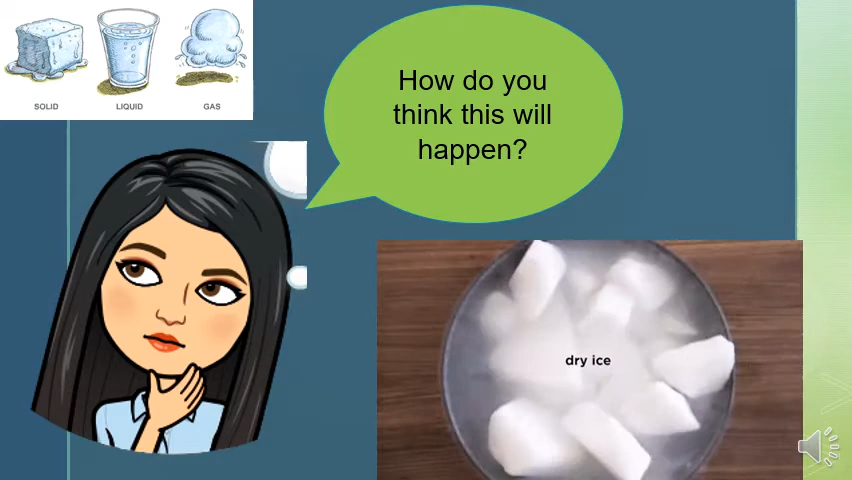 SOLID LIQUID GAS
How do you
think this will
happen?
dry ice